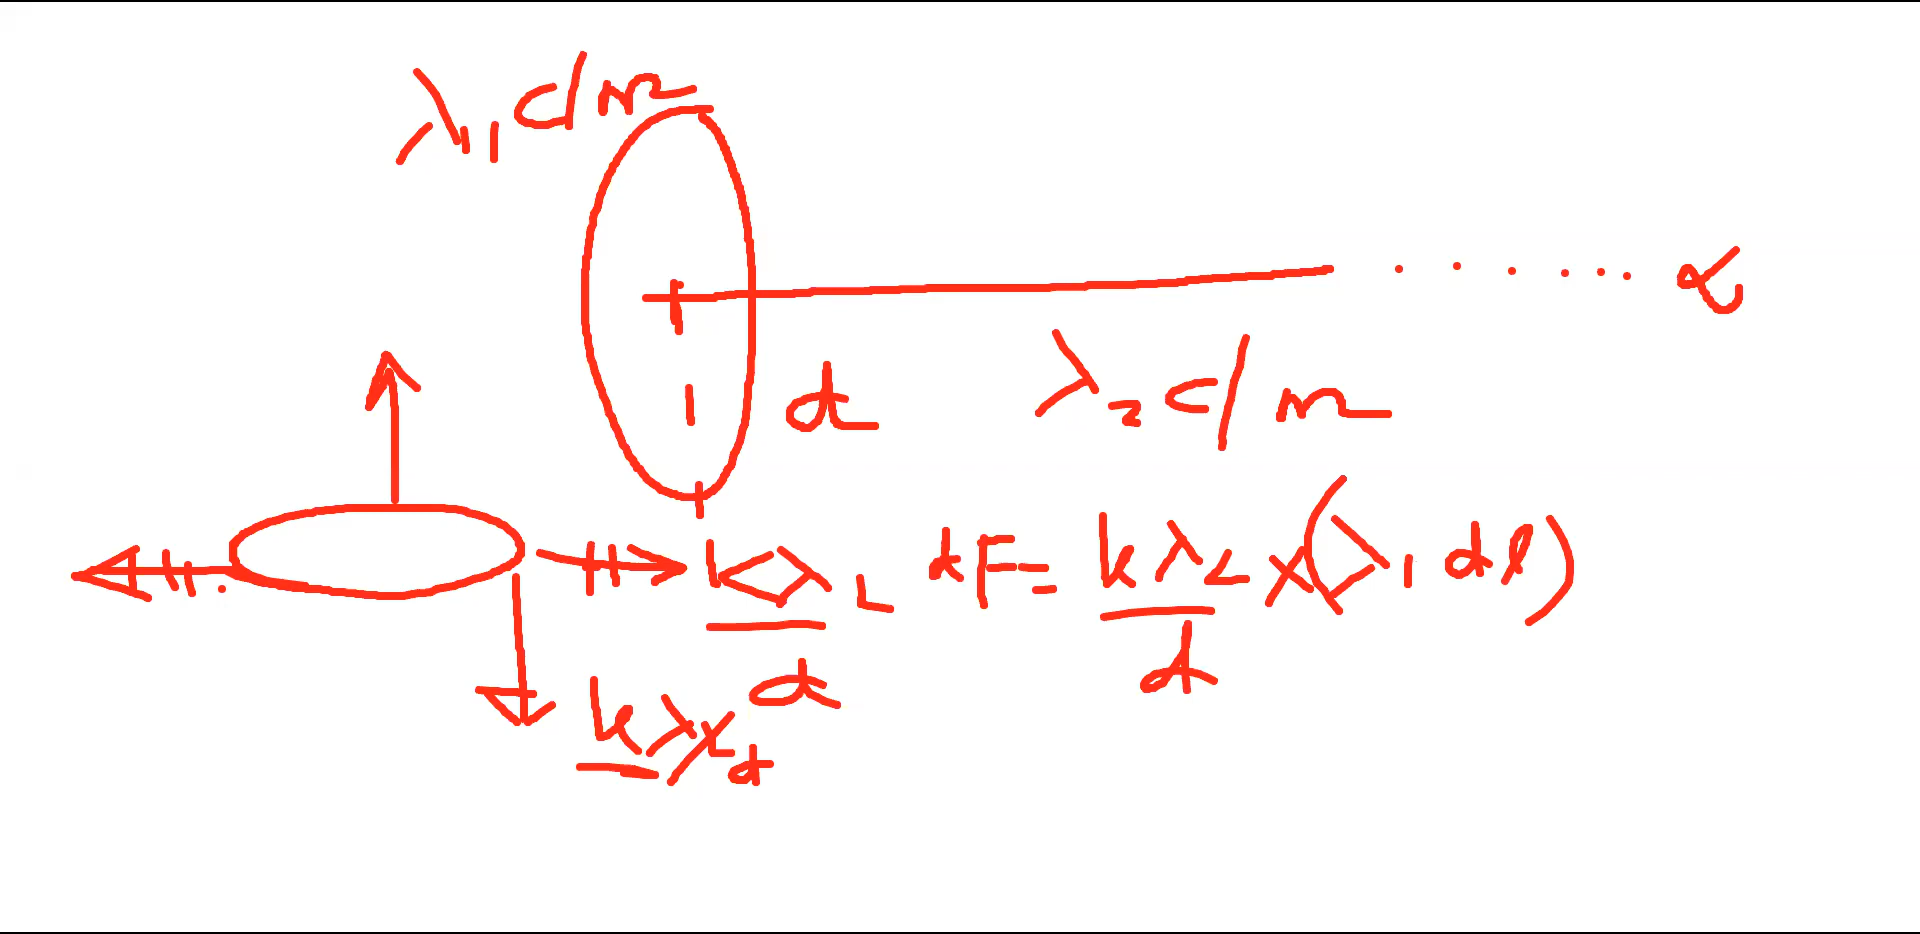 λ₁ c/m
∝
d
λ₂ c/m
kλ₂/d
dF = kλ₂/d × (λ₁ dl)
kλ₂/d